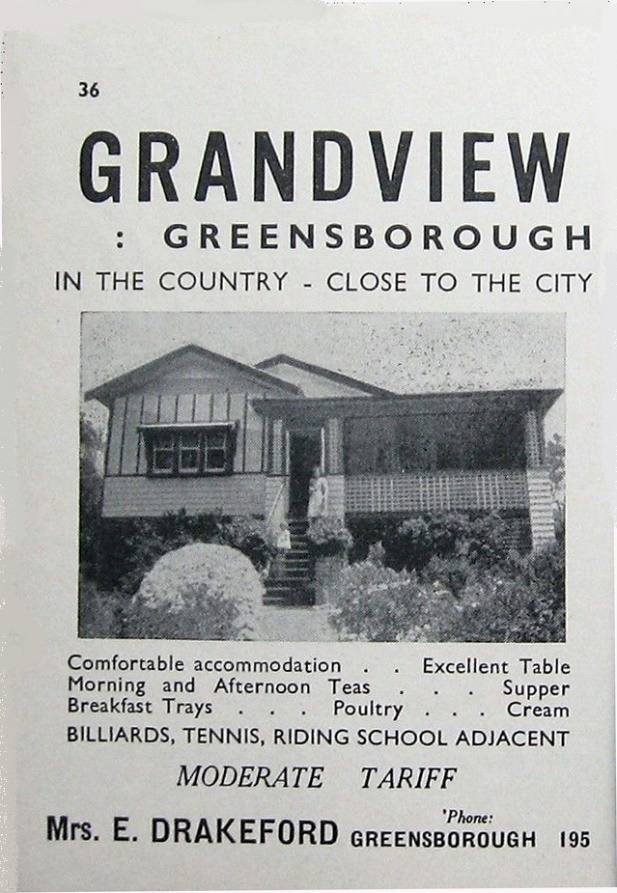 36
GRANDVIEW
: GREENSBOROUGH
IN THE COUNTRY - CLOSE TO THE CITY
Comfortable accommodation . . Excellent Table
Morning and Afternoon Teas . . . Supper
Breakfast Trays . . . Poultry . . . Cream
BILLIARDS, TENNIS, RIDING SCHOOL ADJACENT
MODERATE TARIFF
Mrs. E. DRAKEFORD 'Phone: GREENSBOROUGH 195